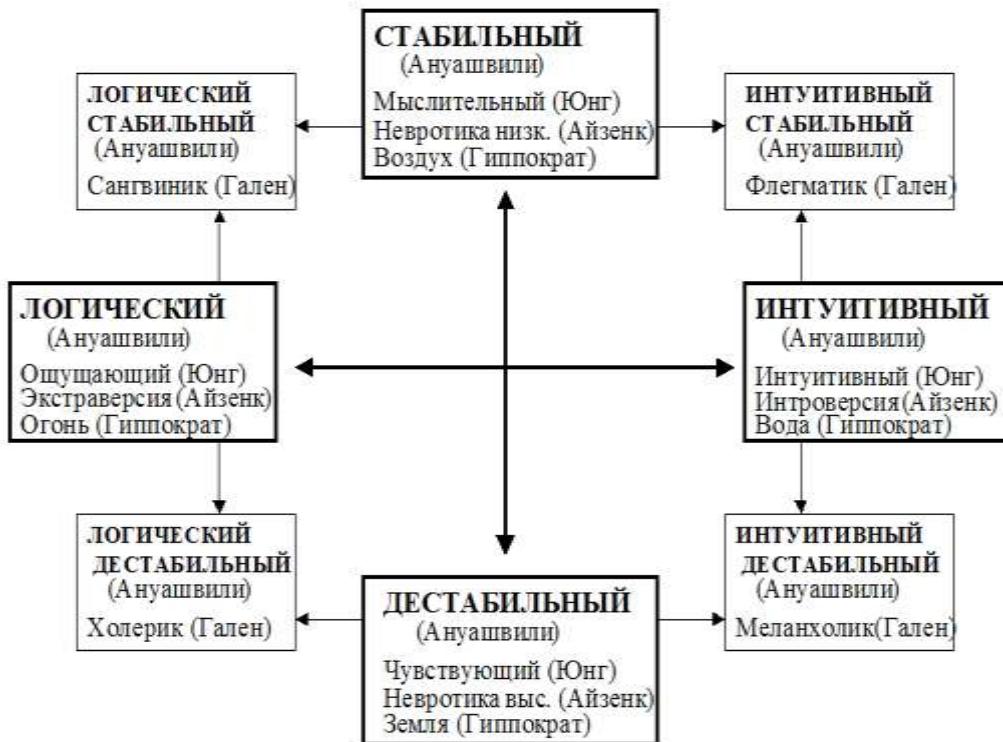 СТАБИЛЬНЫЙ
(Ануашвили)
Мыслительный (Юнг)
Невротика низк. (Айзенк)
Воздух (Гиппократ)
ЛОГИЧЕСКИЙ
СТАБИЛЬНЫЙ
(Ануашвили)
Сангвиник (Гален)
ИНТУИТИВНЫЙ
СТАБИЛЬНЫЙ
(Ануашвили)
Флегматик (Гален)
ЛОГИЧЕСКИЙ
(Ануашвили)
Ощущающий (Юнг)
Экстраверсия (Айзенк)
Огонь (Гиппократ)
ИНТУИТИВНЫЙ
(Ануашвили)
Интуитивный (Юнг)
Интроверсия (Айзенк)
Вода (Гиппократ)
ЛОГИЧЕСКИЙ
ДЕСТАБИЛЬНЫЙ
(Ануашвили)
Холерик (Гален)
ИНТУИТИВНЫЙ
ДЕСТАБИЛЬНЫЙ
(Ануашвили)
Меланхолик(Гален)
ДЕСТАБИЛЬНЫЙ
(Ануашвили)
Чувствующий (Юнг)
Невротика выс. (Айзенк)
Земля (Гиппократ)